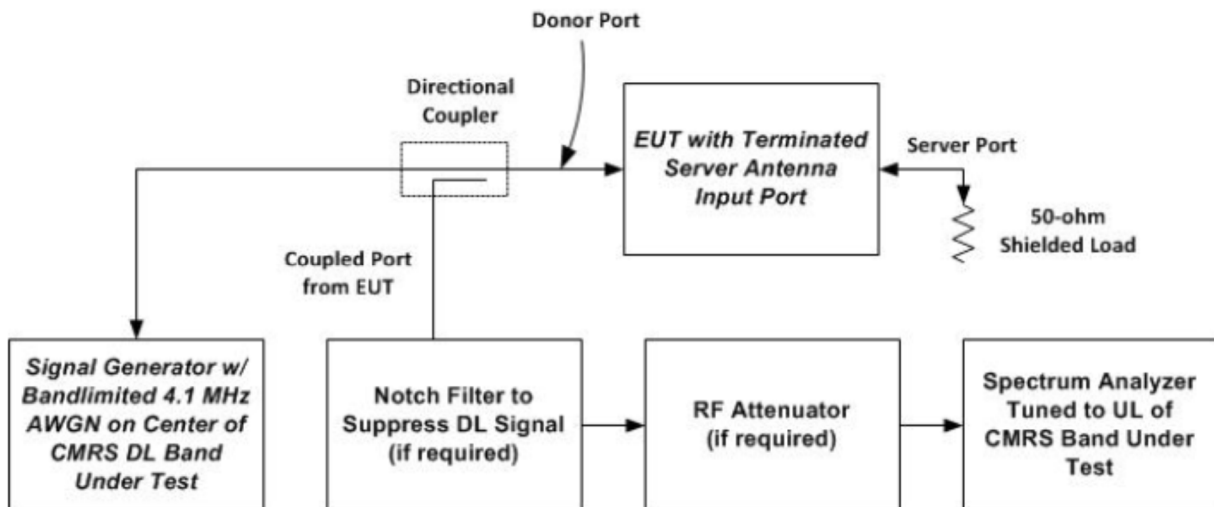 Donor Port
Directional
Coupler
EUT with Terminated
Server Antenna
Input Port
Server Port
50-ohm
Shielded Load
Coupled Port
from EUT
Signal Generator w/
Bandlimited 4.1 MHz
AWGN on Center of
CMRS DL Band
Under Test
Notch Filter to
Suppress DL Signal
(if required)
RF Attenuator
(if required)
Spectrum Analyzer
Tuned to UL of
CMRS Band Under
Test